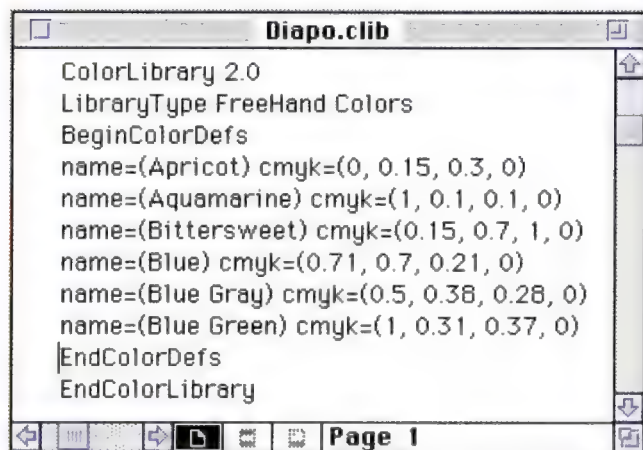 Diapo.clib
ColorLibrary 2.0
LibraryType FreeHand Colors
BeginColorDefs
name=(Apricot) cmyk=(0, 0.15, 0.3, 0)
name=(Aquamarine) cmyk=(1, 0.1, 0.1, 0)
name=(Bittersweet) cmyk=(0.15, 0.7, 1, 0)
name=(Blue) cmyk=(0.71, 0.7, 0.21, 0)
name=(Blue Gray) cmyk=(0.5, 0.38, 0.28, 0)
name=(Blue Green) cmyk=(1, 0.31, 0.37, 0)
EndColorDefs
EndColorLibrary
Page 1